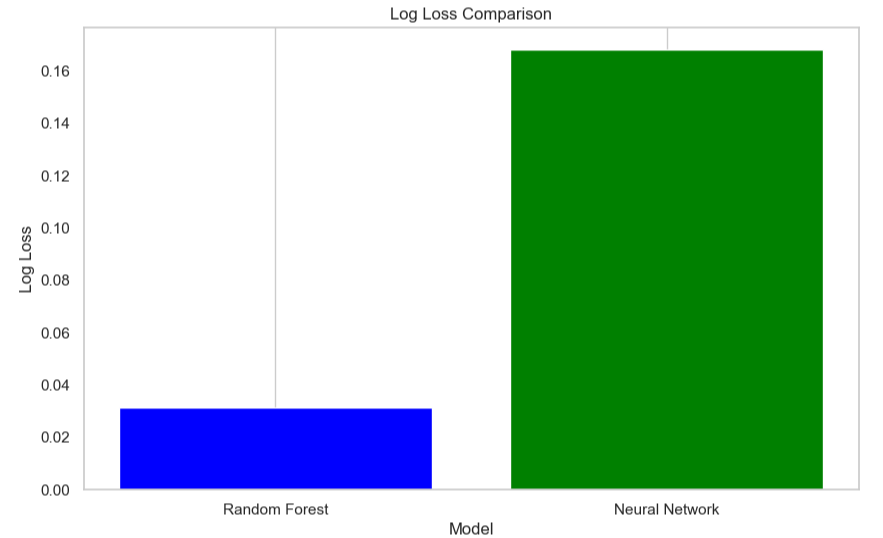 Log Loss Comparison
Log Loss
0.16
0.14
0.12
0.10
0.08
0.06
0.04
0.02
0.00
Random Forest
Neural Network
Model